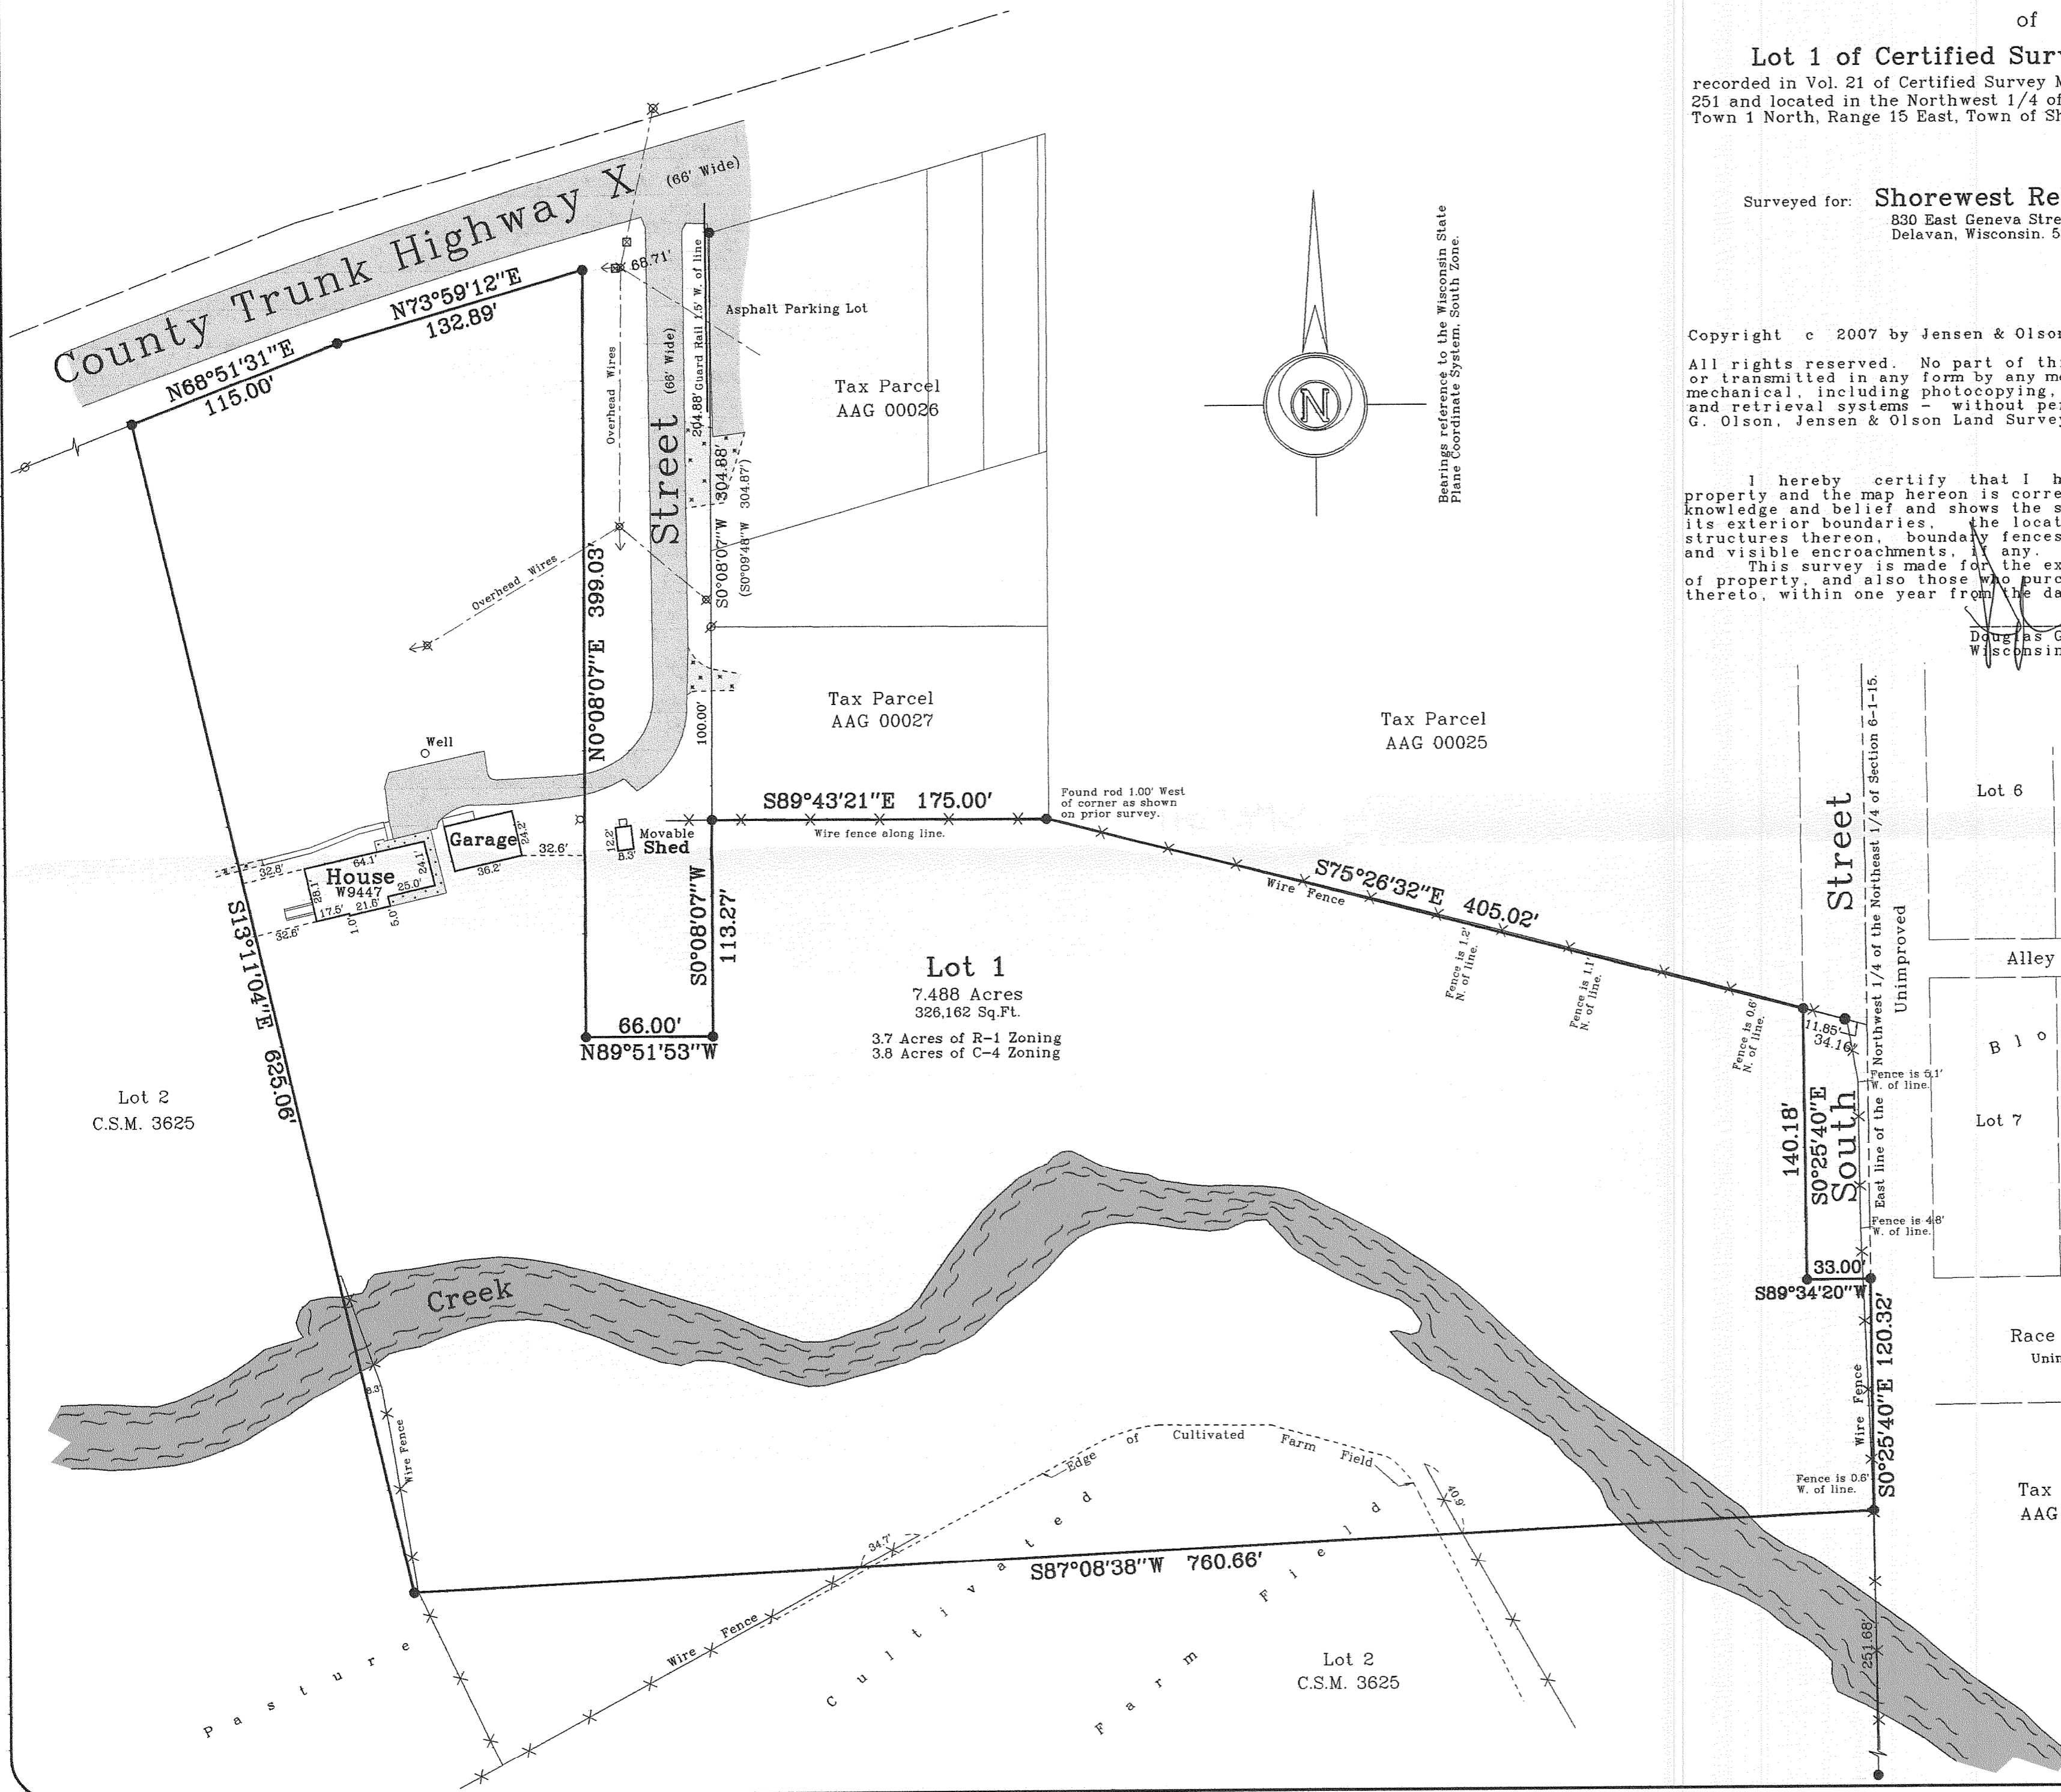 of
Lot 1 of Certified Sur
recorded in Vol. 21 of Certified Survey
251 and located in the Northwest 1/4 of
Town 1 North, Range 15 East, Town of Sh
Surveyed for: Shorewest Re
830 East Geneva Stre
Delavan, Wisconsin. 5
Copyright c 2007 by Jensen & Olson
All rights reserved. No part of th
or transmitted in any form by any me
mechanical, including photocopying,
and retrieval systems - without per
G. Olson, Jensen & Olson Land Survey
I hereby certify that I h
property and the map hereon is corre
knowledge and belief and shows the s
its exterior boundaries, the locat
structures thereon, boundary fences
and visible encroachments, if any.
This survey is made for the ex
of property, and also those who purc
thereto, within one year from the da
Douglas G
Wisconsin
County Trunk Highway X (66' Wide)
N68°51'31"E
115.00'
N73°59'12"E
132.89'
68.71'
Asphalt Parking Lot
204.88' Guard Rail 1.5' W. of line
Overhead Wires
Street (66' Wide)
Tax Parcel
AAG 00026
Bearings reference to the Wisconsin State
Plane Coordinate System, South Zone.
N
S0°08'07"W 304.88'
(S0°09'48"W 304.87')
Overhead Wires
N0°08'07"E 399.03'
100.00'
Tax Parcel
AAG 00027
Tax Parcel
AAG 00025
Well
S89°43'21"E 175.00'
Wire fence along line.
Found rod 1.00' West
of corner as shown
on prior survey.
Garage
24.2'
36.2'
32.6'
Movable
Shed
12.2'
8.3'
32.8'
64.1'
24.1'
House
W9447
28.1'
25.0'
17.5'
21.6'
1.0'
5.0'
32.6'
S0°08'07"W
113.27'
66.00'
N89°51'53"W
S13°11'04"E 625.06'
Lot 1
7.488 Acres
326,162 Sq.Ft.
3.7 Acres of R-1 Zoning
3.8 Acres of C-4 Zoning
S75°26'32"E 405.02'
Wire Fence
Fence is 1.2'
N. of line.
Fence is 1.1'
N. of line.
Fence is 0.6'
N. of line.
11.85'
34.16'
Lot 2
C.S.M. 3625
South Street
Unimproved
East line of the Northwest 1/4 of the Northeast 1/4 of Section 6-1-15.
Lot 6
Alley
Blo
Lot 7
Fence is 5.1'
W. of line.
140.18'
S0°25'40"E
Fence is 4.8'
W. of line.
33.00'
S89°34'20"W
S0°25'40"E 120.32'
Wire Fence
Fence is 0.6'
W. of line.
Race
Tax
AAG
Creek
8.3'
Wire Fence
Edge of Cultivated Farm Field
34.7'
40.6'
S87°08'38"W 760.66'
Wire Fence
Cultivated
Farm Field
Pasture
Lot 2
C.S.M. 3625
251.68'